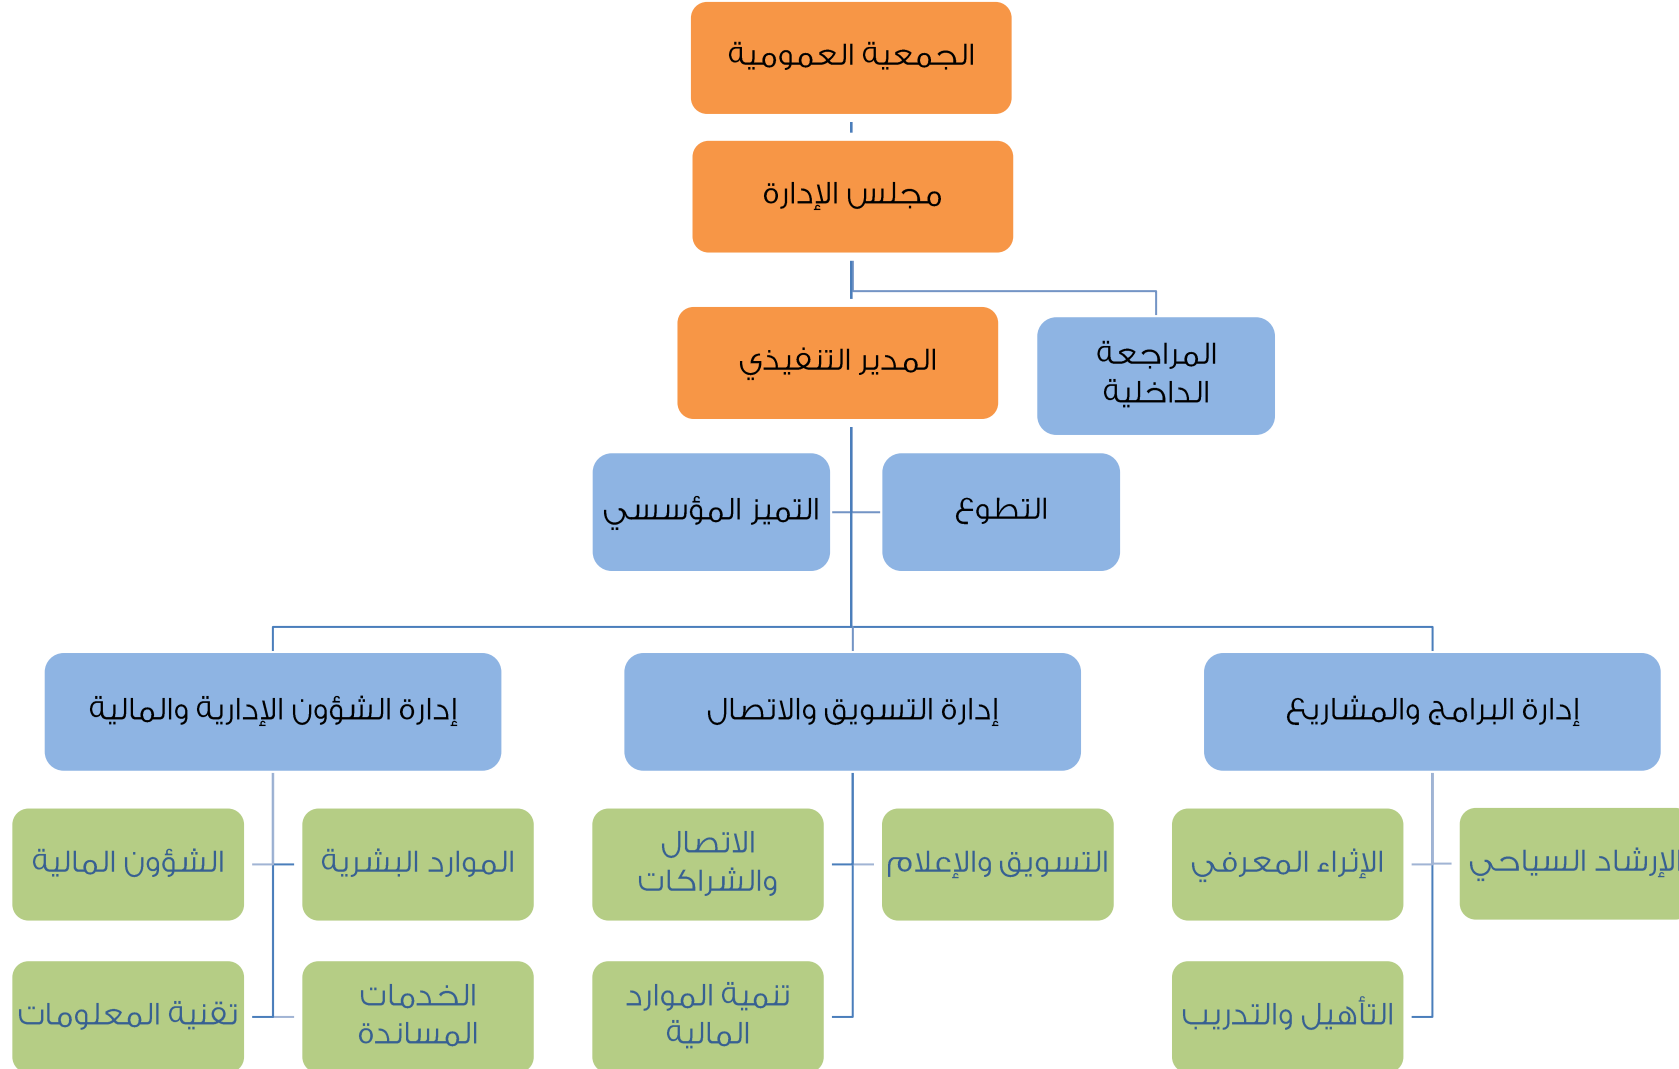 الجمعية العمومية
مجلس الإدارة
المدير التنفيذي
المراجعة
الداخلية
التطوع
التميز المؤسسي
إدارة البرامج والمشاريع
إدارة التسويق والاتصال
إدارة الشؤون الإدارية والمالية
الإرشاد السياحي
الإثراء المعرفي
التسويق والإعلام
الاتصال
والشراكات
الموارد البشرية
الشؤون المالية
التأهيل والتدريب
تنمية الموارد
المالية
الخدمات
المساندة
تقنية المعلومات